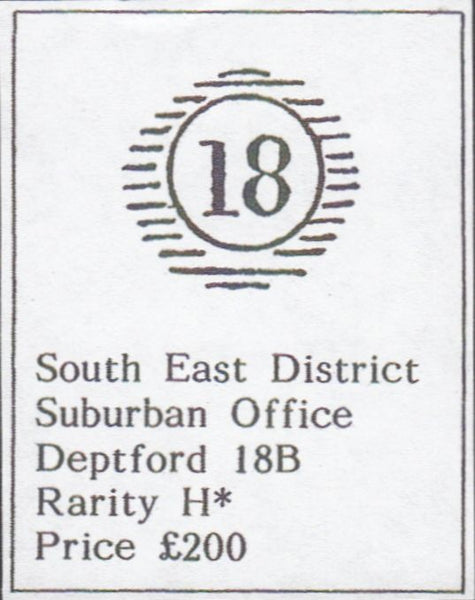 18
South East District
Suburban Office
Deptford 18B
Rarity H*
Price £200